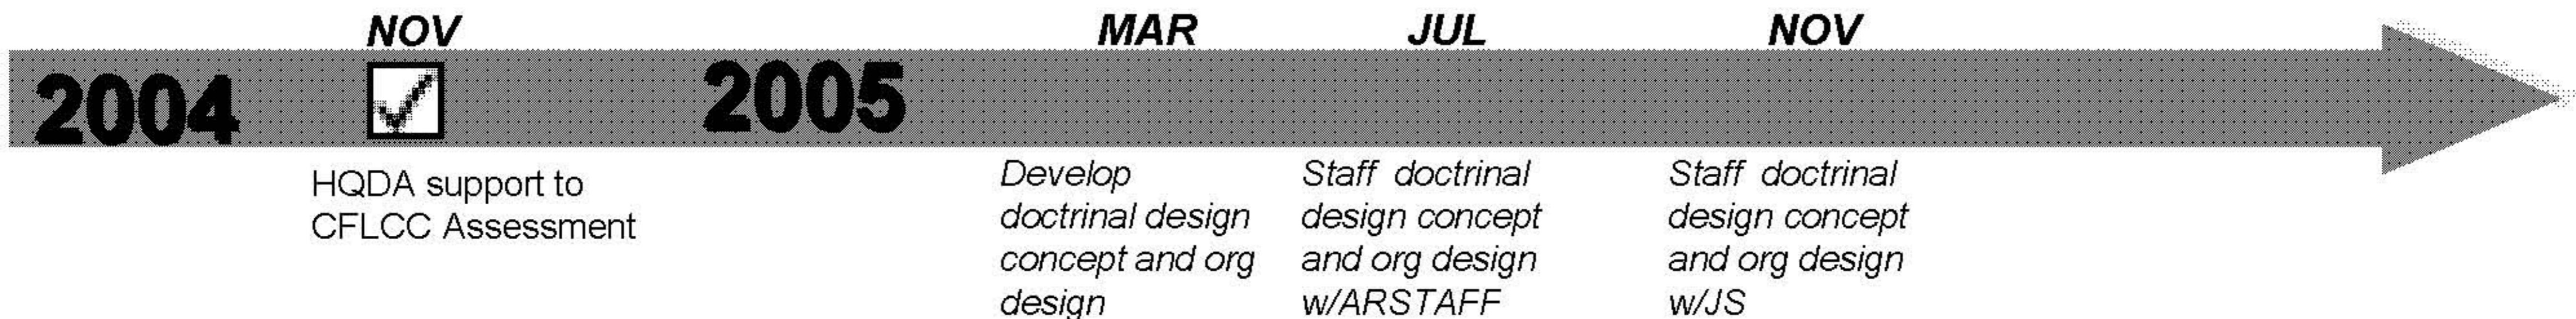 NOV
MAR
JUL
NOV
2004
2005
HQDA support to
CFLCC Assessment
Develop
doctrinal design
concept and org
design
Staff doctrinal
design concept
and org design
w/ARSTAFF
Staff doctrinal
design concept
and org design
w/JS